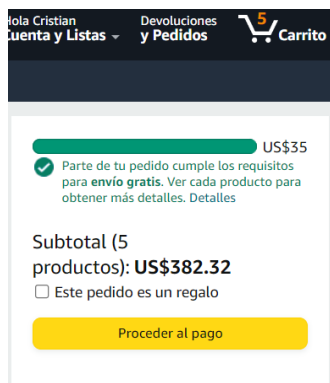 Hola Cristian
Cuenta y Listas
Devoluciones
y Pedidos
5
Carrito
US$35
Parte de tu pedido cumple los requisitos
para envío gratis. Ver cada producto para
obtener más detalles. Detalles
Subtotal (5
productos): US$382.32
Este pedido es un regalo
Proceder al pago